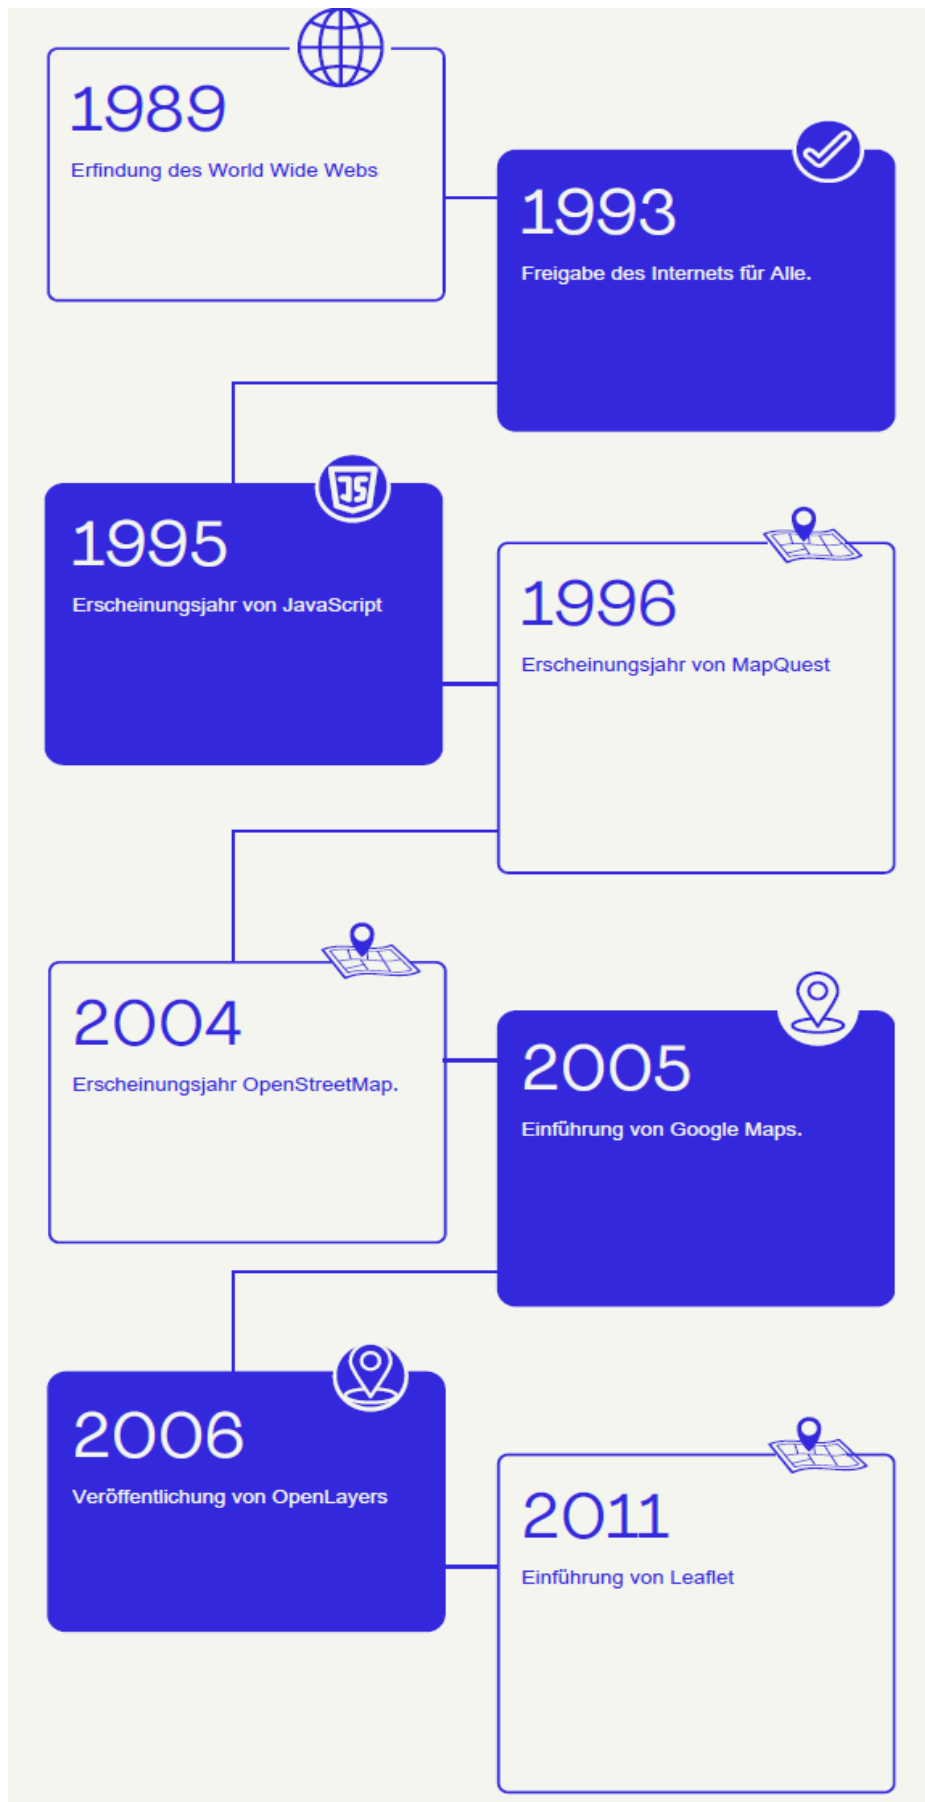 1989
Erfindung des World Wide Webs
1993
Freigabe des Internets für Alle.
JS
1995
Erscheinungsjahr von JavaScript
1996
Erscheinungsjahr von MapQuest
2004
Erscheinungsjahr OpenStreetMap.
2005
Einführung von Google Maps.
2006
Veröffentlichung von OpenLayers
2011
Einführung von Leaflet